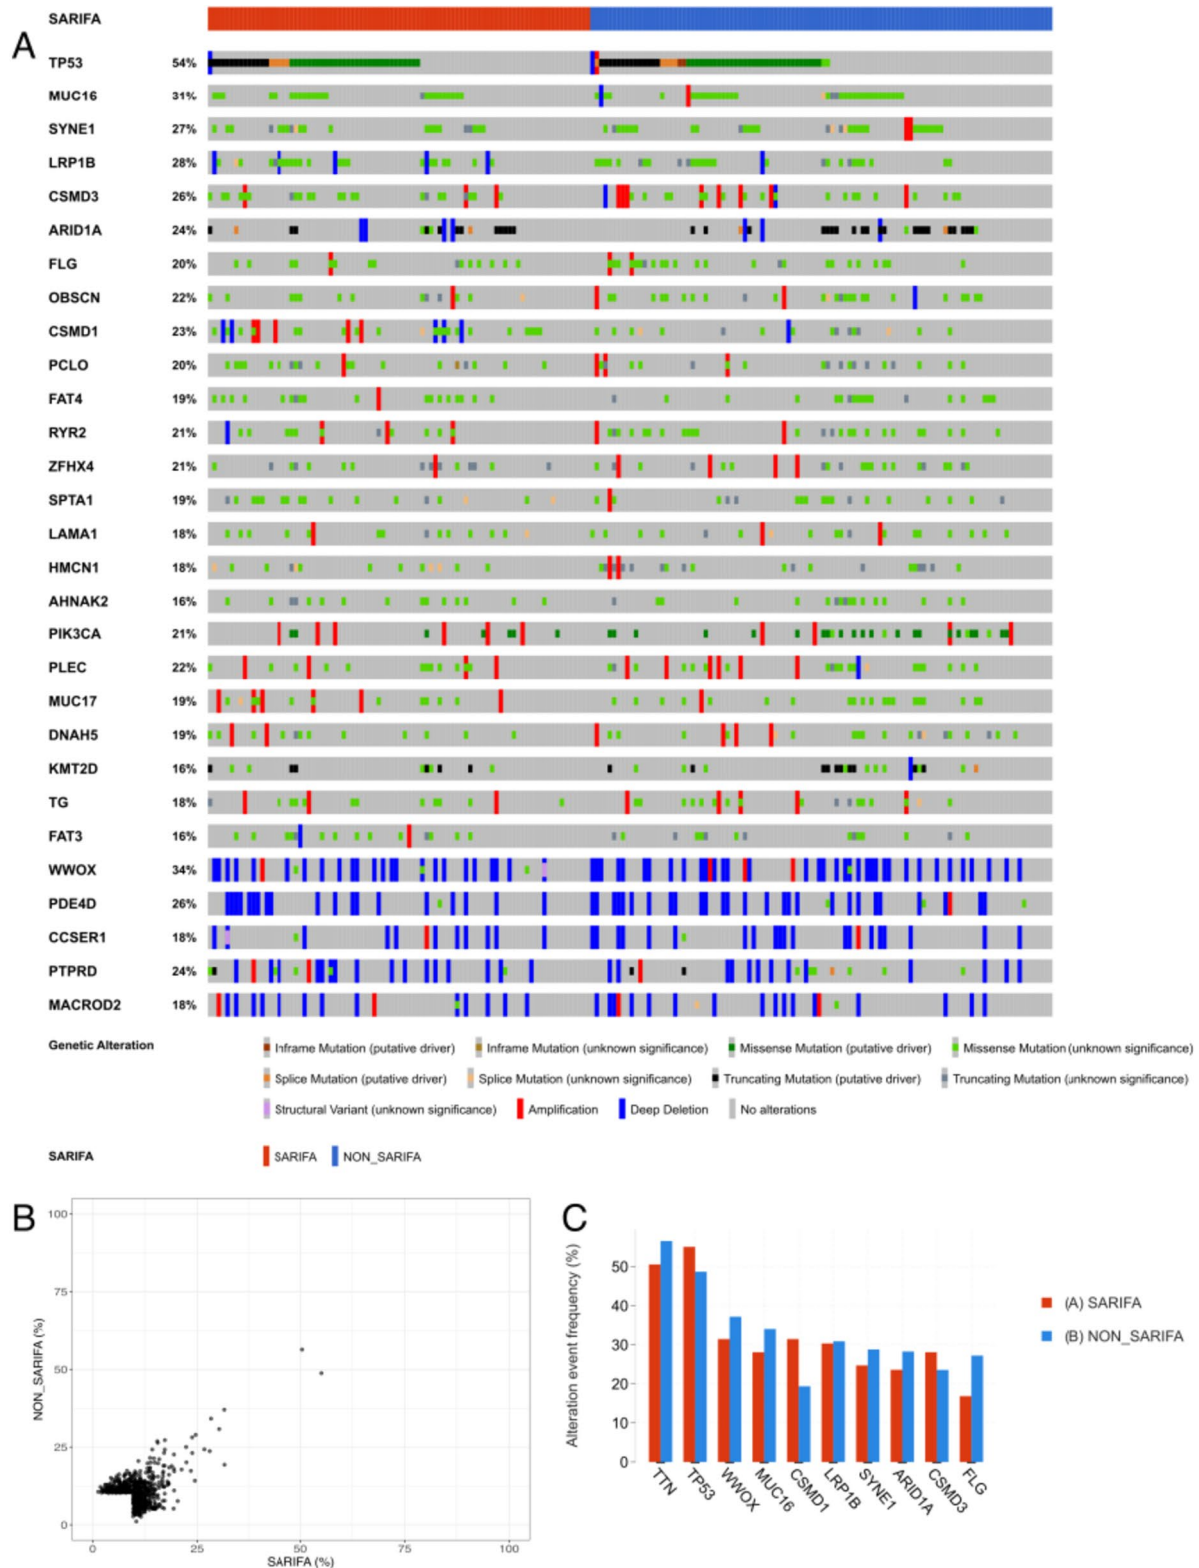 SARIFA
A
TP53 54%
MUC16 31%
SYNE1 27%
LRP1B 28%
CSMD3 26%
ARID1A 24%
FLG 20%
OBSCN 22%
CSMD1 23%
PCLO 20%
FAT4 19%
RYR2 21%
ZFHX4 21%
SPTA1 19%
LAMA1 18%
HMCN1 18%
AHNAK2 16%
PIK3CA 21%
PLEC 22%
MUC17 19%
DNAH5 19%
KMT2D 16%
TG 18%
FAT3 16%
WWOX 34%
PDE4D 26%
CCSER1 18%
PTPRD 24%
MACROD2 18%
Genetic Alteration
Inframe Mutation (putative driver) Inframe Mutation (unknown significance) Missense Mutation (putative driver) Missense Mutation (unknown significance)
Splice Mutation (putative driver) Splice Mutation (unknown significance) Truncating Mutation (putative driver) Truncating Mutation (unknown significance)
Structural Variant (unknown significance) Amplification Deep Deletion No alterations
SARIFA SARIFA NON_SARIFA
B
NON_SARIFA (%)
100
75
50
25
0
0 25 50 75 100
SARIFA (%)
C
Alteration event frequency (%)
50
40
30
20
10
0
TTN TP53 WWOX MUC16 CSMD1 LRP1B SYNE1 ARID1A CSMD3 FLG
(A) SARIFA
(B) NON_SARIFA